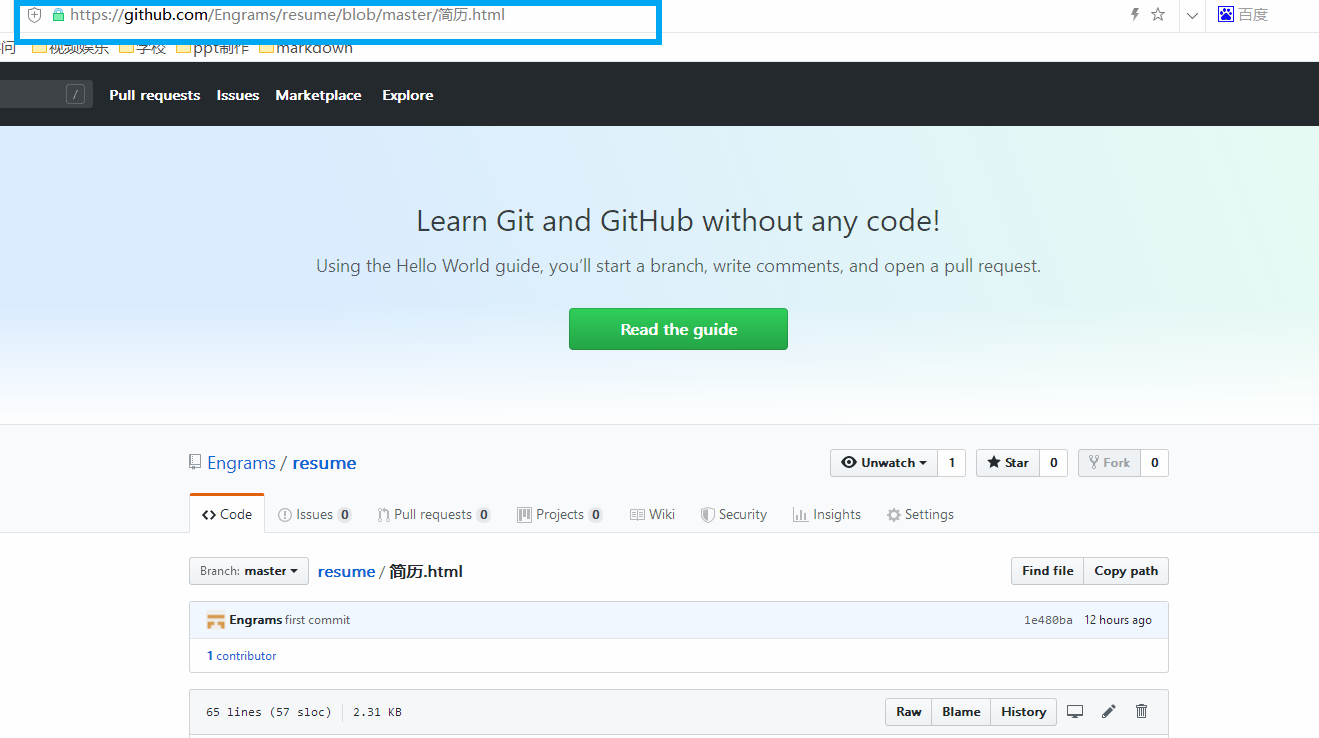 https://github.com/Engrams/resume/blob/master/简历.html 百度
问 视频娱乐 学校 ppt制作 markdown
/ Pull requests Issues Marketplace Explore
Learn Git and GitHub without any code!
Using the Hello World guide, you’ll start a branch, write comments, and open a pull request.
Read the guide
Engrams / resume Unwatch 1 Star 0 Fork 0
Code Issues 0 Pull requests 0 Projects 0 Wiki Security Insights Settings
Branch: master resume / 简历.html Find file Copy path
Engrams first commit 1e480ba 12 hours ago
1 contributor
65 lines (57 sloc) 2.31 KB Raw Blame History